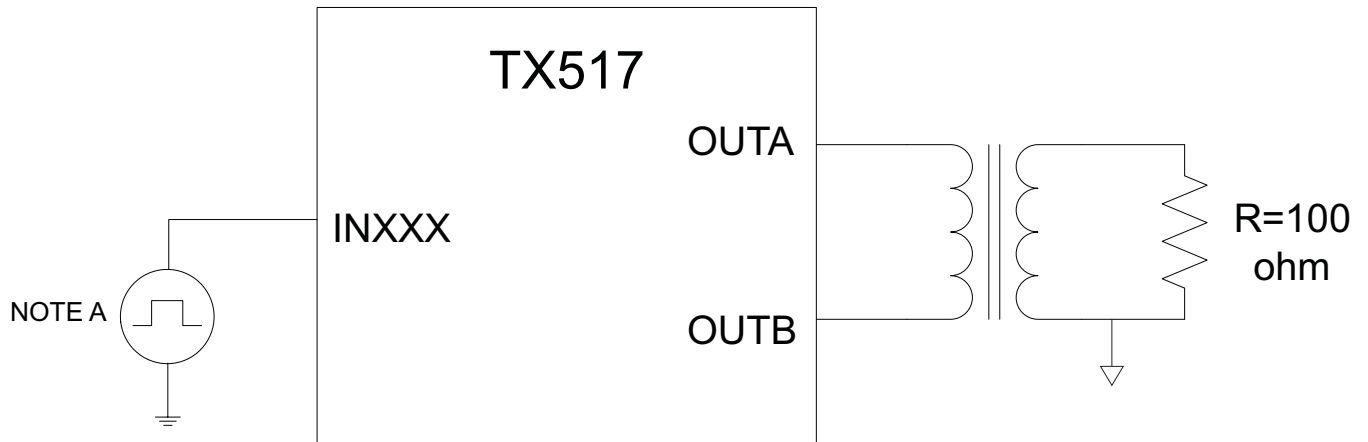 TX517
OUTA
INXXX
R=100
ohm
NOTE A
OUTB